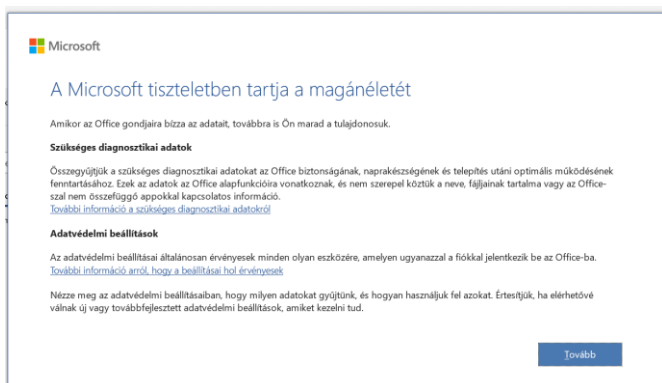 Microsoft
A Microsoft tiszteletben tartja a magánéletét
Amikor az Office gondjaira bízza az adatait, továbbra is Ön marad a tulajdonosuk.
Szükséges diagnosztikai adatok
Összegyűjtjük a szükséges diagnosztikai adatokat az Office biztonságának, naprakészségének és telepítés utáni optimális működésének
fenntartásához. Ezek az adatok az Office alapfunkcióira vonatkoznak, és nem szerepel köztük a neve, fájljainak tartalma vagy az Office-
szal nem összefüggő appokkal kapcsolatos információ.
További információ a szükséges diagnosztikai adatokról
Adatvédelmi beállítások
Az adatvédelmi beállításai általánosan érvényesek minden olyan eszközére, amelyen ugyanazzal a fiókkal jelentkezik be az Office-ba.
További információ arról, hogy a beállításai hol érvényesek
Nézze meg az adatvédelmi beállításaiban, hogy milyen adatokat gyűjtünk, és hogyan használjuk fel azokat. Értesítjük, ha elérhetővé
válnak új vagy továbbfejlesztett adatvédelmi beállítások, amiket kezelni tud.
Tovább